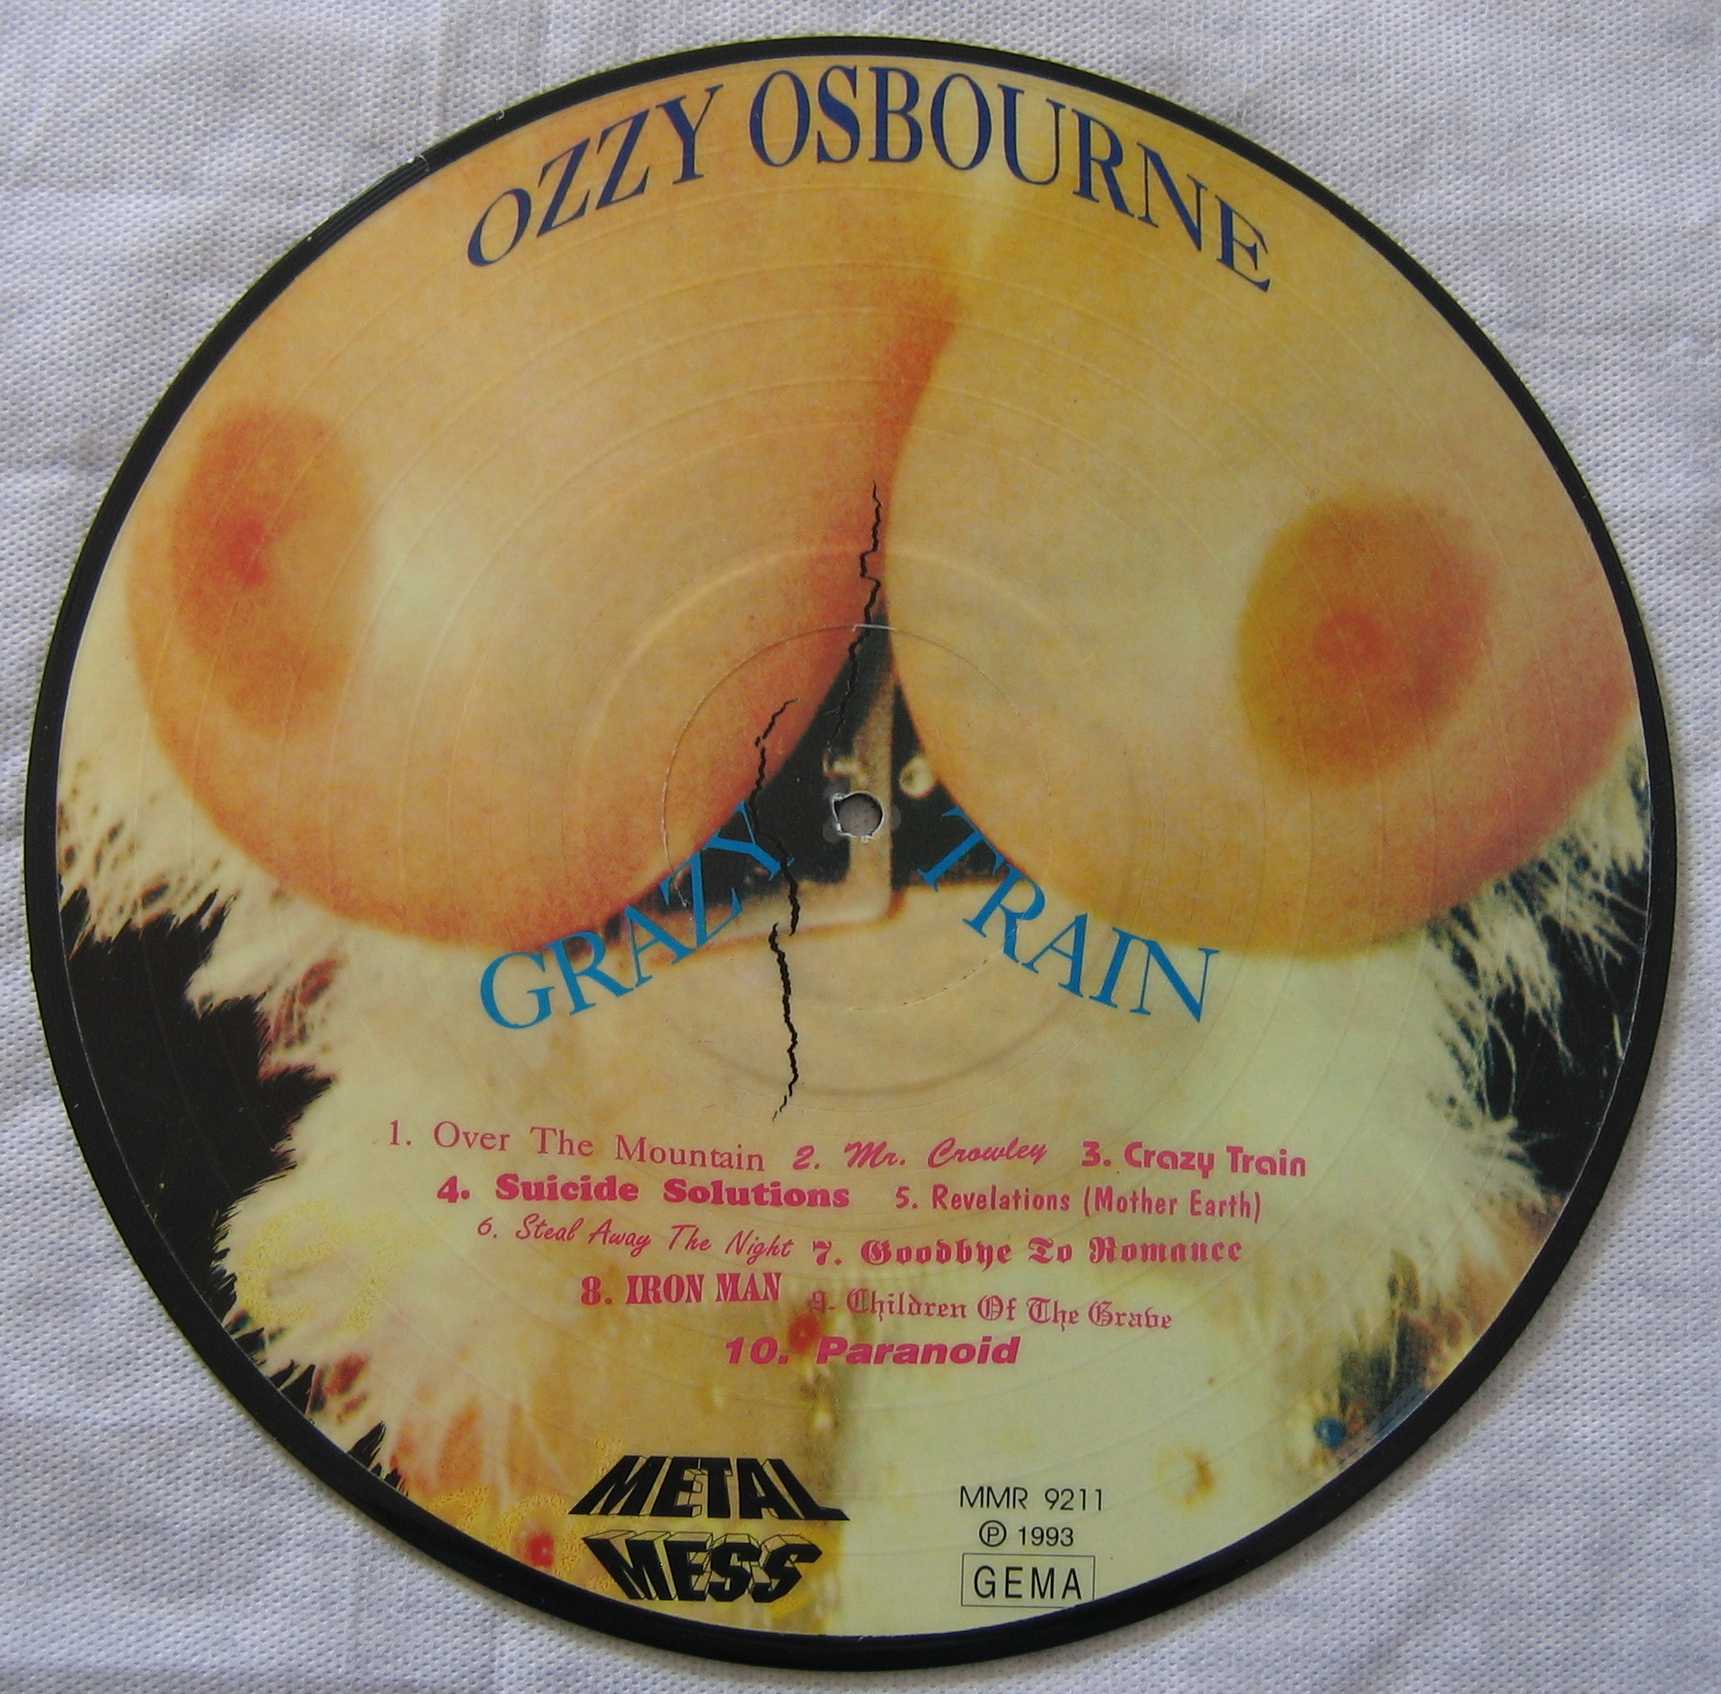 OZZY OSBOURNE
GRAZY TRAIN
1. Over The Mountain 2. Mr. Crowley 3. Crazy Train
4. Suicide Solutions 5. Revelations (Mother Earth)
6. Steal Away The Night 7. Goodbye To Romance
8. IRON MAN 9. Children Of The Grave
10. Paranoid
METAL
MESS
MMR 9211
℗ 1993
GEMA